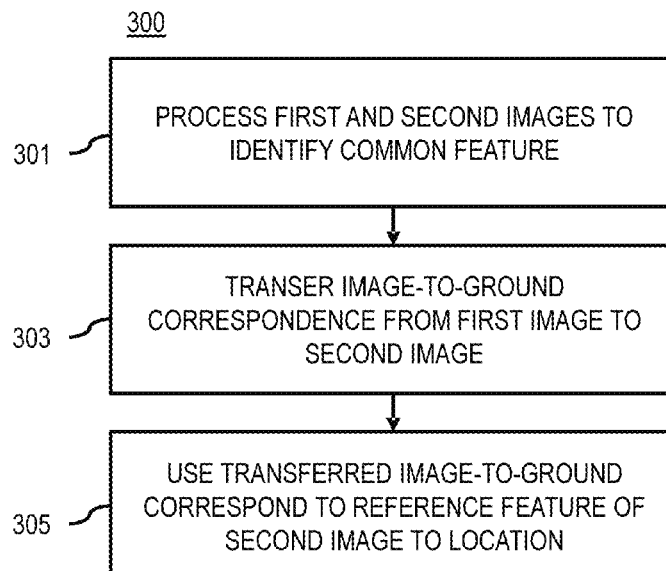 300
PROCESS FIRST AND SECOND IMAGES TO
IDENTIFY COMMON FEATURE
301
TRANSER IMAGE-TO-GROUND
CORRESPONDENCE FROM FIRST IMAGE TO
SECOND IMAGE
303
USE TRANSFERRED IMAGE-TO-GROUND
CORRESPOND TO REFERENCE FEATURE OF
SECOND IMAGE TO LOCATION
305